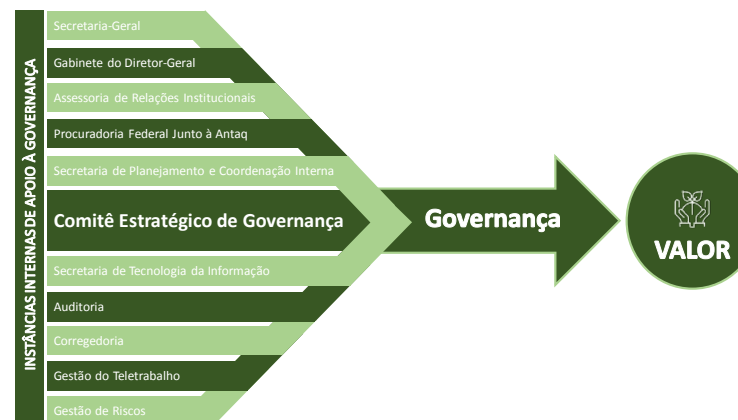 INSTÂNCIAS INTERNAS DE APOIO À GOVERNANÇA
Secretaria-Geral
Gabinete do Diretor-Geral
Assessoria de Relações Institucionais
Procuradoria Federal Junto à Antaq
Secretaria de Planejamento e Coordenação Interna
Comitê Estratégico de Governança
Secretaria de Tecnologia da Informação
Auditoria
Corregedoria
Gestão do Teletrabalho
Gestão de Riscos
Governança
VALOR